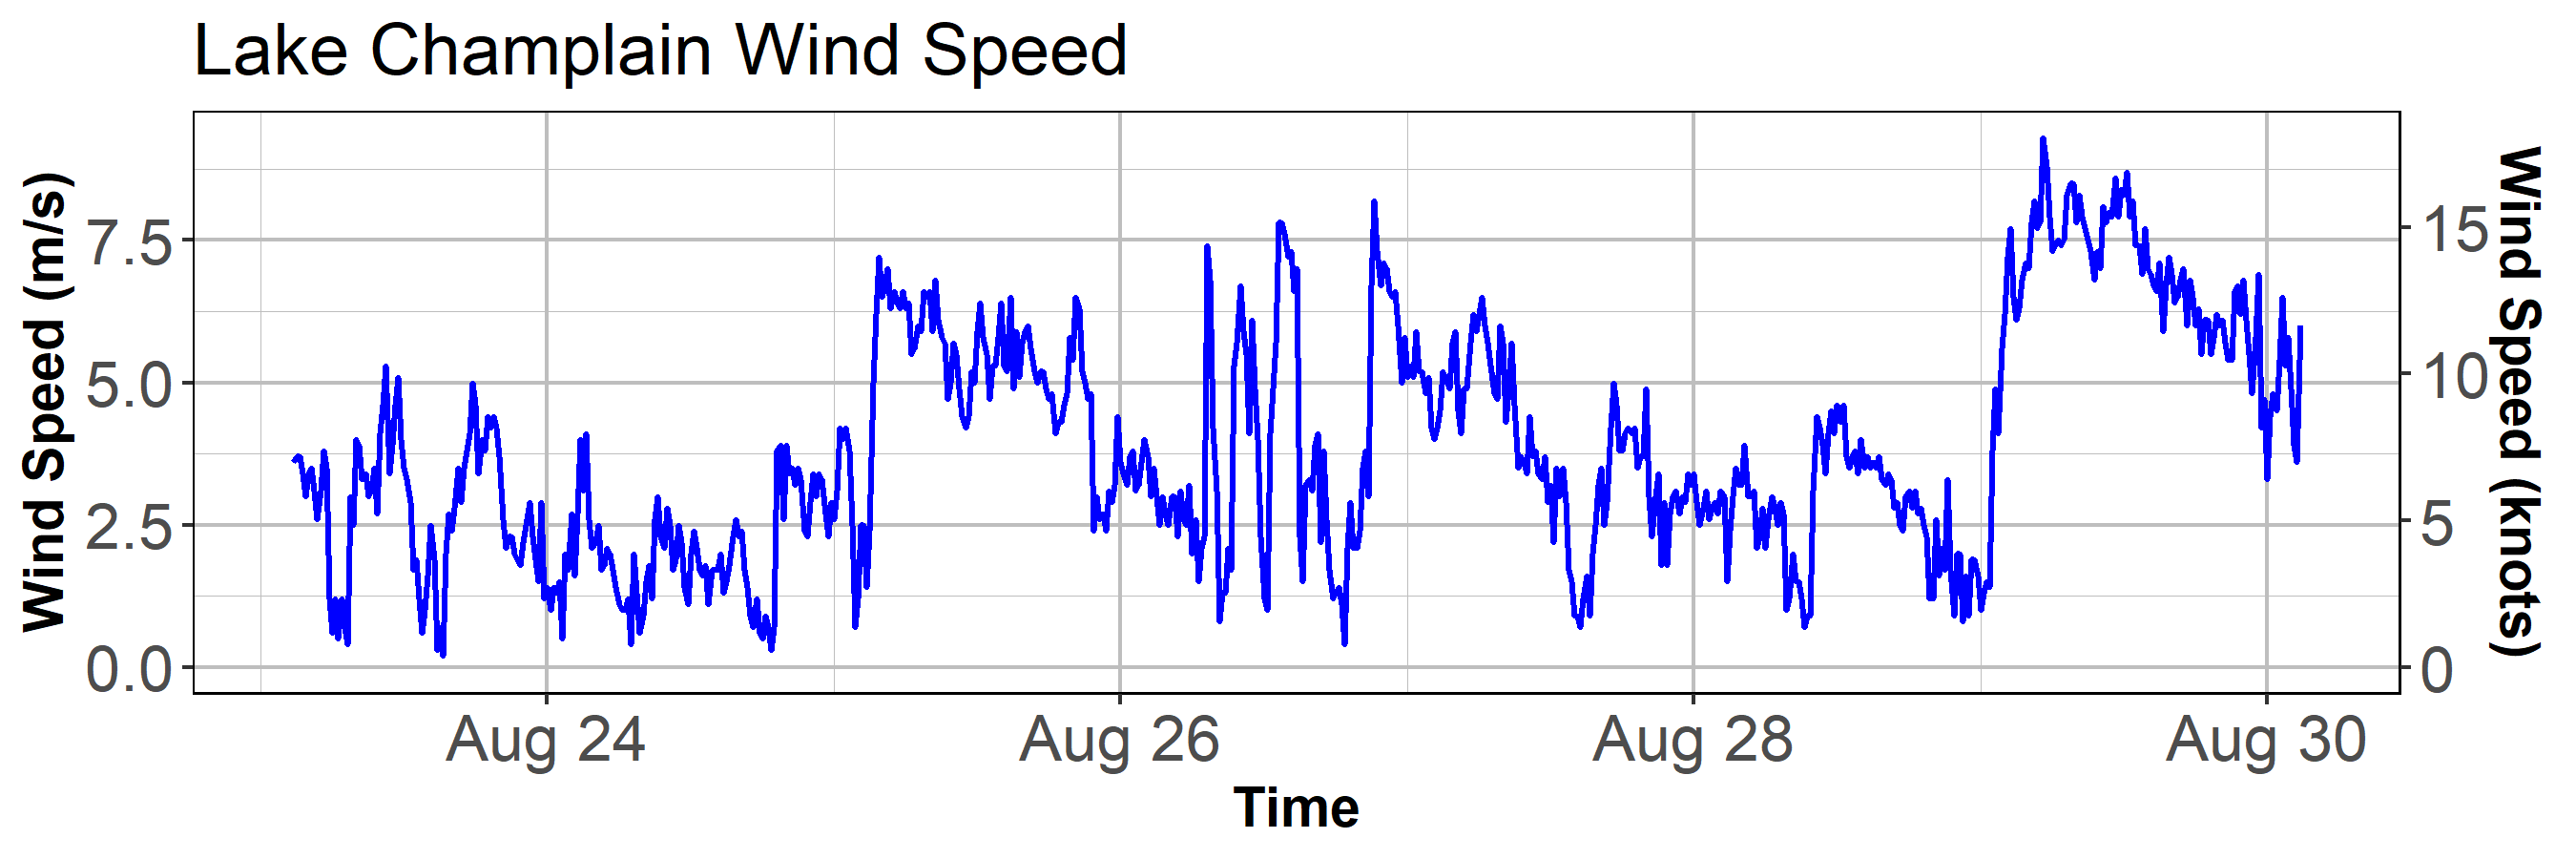 Lake Champlain Wind Speed
Wind Speed (m/s)
7.5
5.0
2.5
0.0
Wind Speed (knots)
15
10
5
0
Aug 24 Aug 26 Aug 28 Aug 30
Time